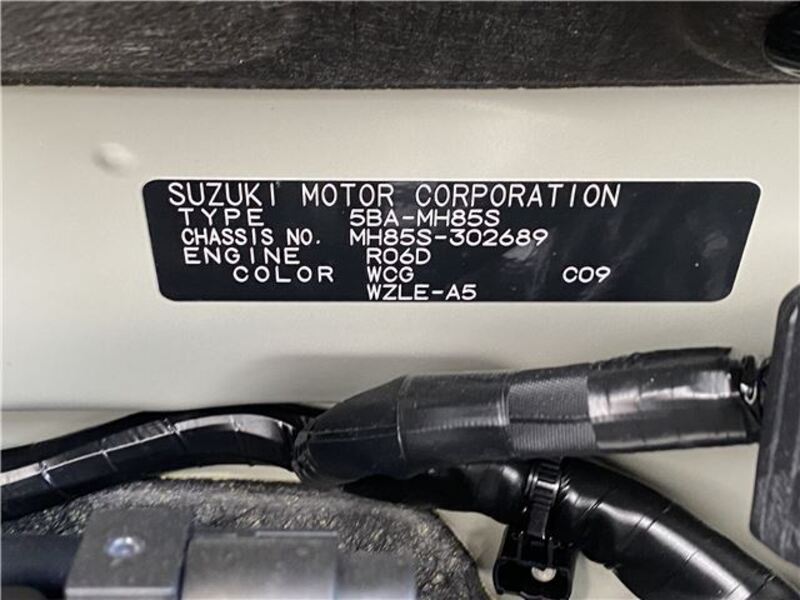 SUZUKI MOTOR CORPORATION
TYPE 5BA-MH85S
CHASSIS NO. MH85S-302689
ENGINE R06D
COLOR WCG C09
WZLE-A5